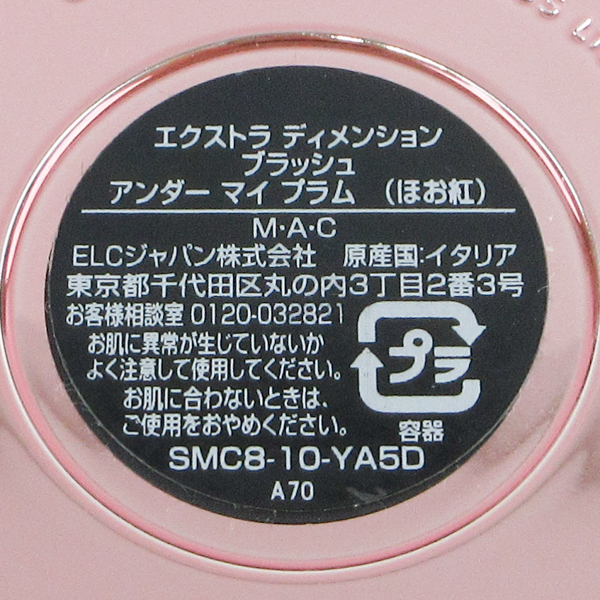 エクストラ ディメンション
ブラッシュ
アンダー マイ プラム （ほお紅）
M・A・C
ELCジャパン株式会社 原産国:イタリア
東京都千代田区丸の内3丁目2番3号
お客様相談室 0120-032821
お肌に異常が生じていないか
よく注意して使用してください。
お肌に合わないときは、
ご使用をおやめください。
プラ
容器
SMC8-10-YA5D
A70